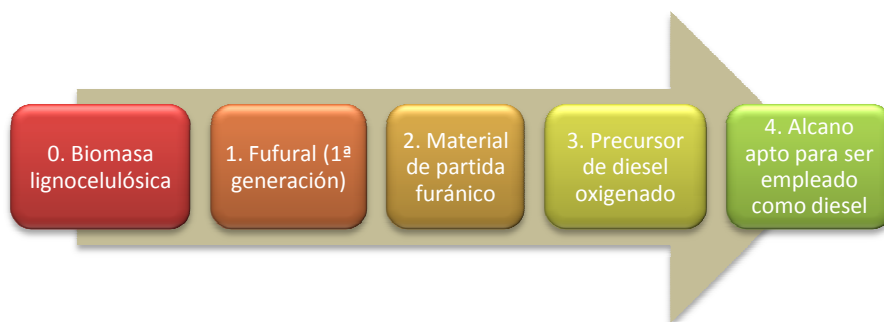 0. Biomasa
lignocelulósica
1. Fufural (1ª
generación)
2. Material
de partida
furánico
3. Precursor
de diesel
oxigenado
4. Alcano
apto para ser
empleado
como diesel